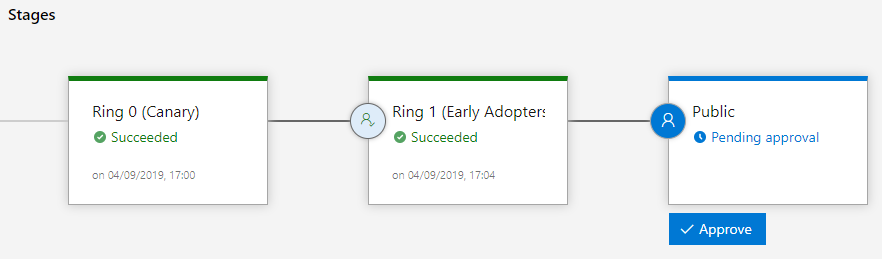 Stages
Ring 0 (Canary)
Succeeded
on 04/09/2019, 17:00
Ring 1 (Early Adopters
Succeeded
on 04/09/2019, 17:04
Public
Pending approval
Approve